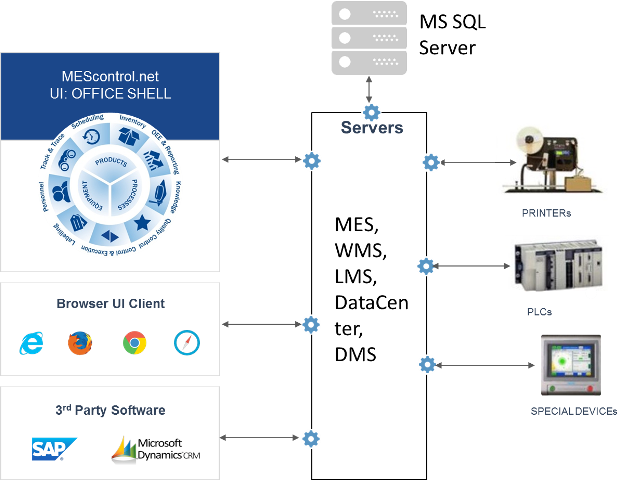 MS SQL
Server
MEScontrol.net
UI: OFFICE SHELL
Scheduling
Inventory
OEE & Reporting
Knowledge
Quality Control
Control & Execution
Labelling
Personnel
Track & Trace
PRODUCTS
PROCESSES
EQUIPMENT
Servers
MES,
WMS,
LMS,
DataCen
ter,
DMS
PRINTERs
PLCs
SPECIAL DEVICEs
Browser UI Client
3rd Party Software
SAP
Microsoft
Dynamics CRM